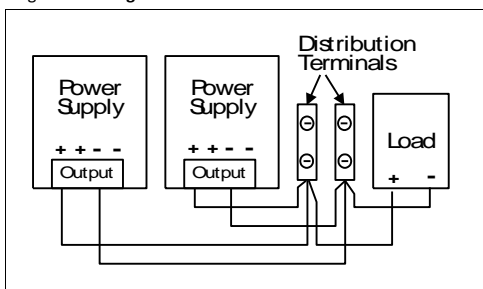 Distribution
Terminals
Power
Supply
+ + - -
Output
Power
Supply
+ + - -
Output
Load
+ -